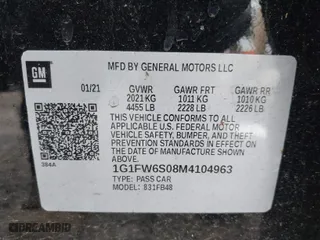 GM
MFD BY GENERAL MOTORS LLC
01/21 GVWR GAWR FRT GAWR RR
2021 KG 1011 KG 1010 KG
4455 LB 2228 LB 2226 LB
THIS VEHICLE CONFORMS TO ALL
APPLICABLE U.S. FEDERAL MOTOR
VEHICLE SAFETY, BUMPER, AND
THEFT PREVENTION STANDARDS IN
EFFECT ON THE DATE OF
MANUFACTURE SHOWN ABOVE.
384A
1G1FW6S08M4104963
TYPE: PASS CAR
MODEL: 831FB48